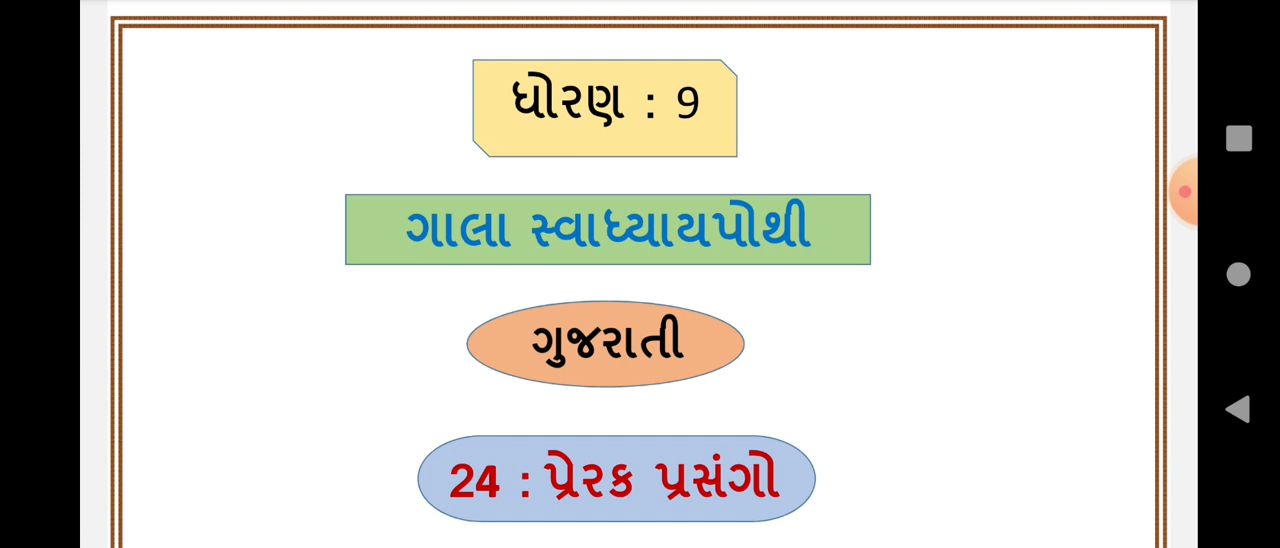 ધોરણ : 9
ગાલા સ્વાધ્યાયપોથી
ગુજરાતી
24 : પ્રેરક પ્રસંગો